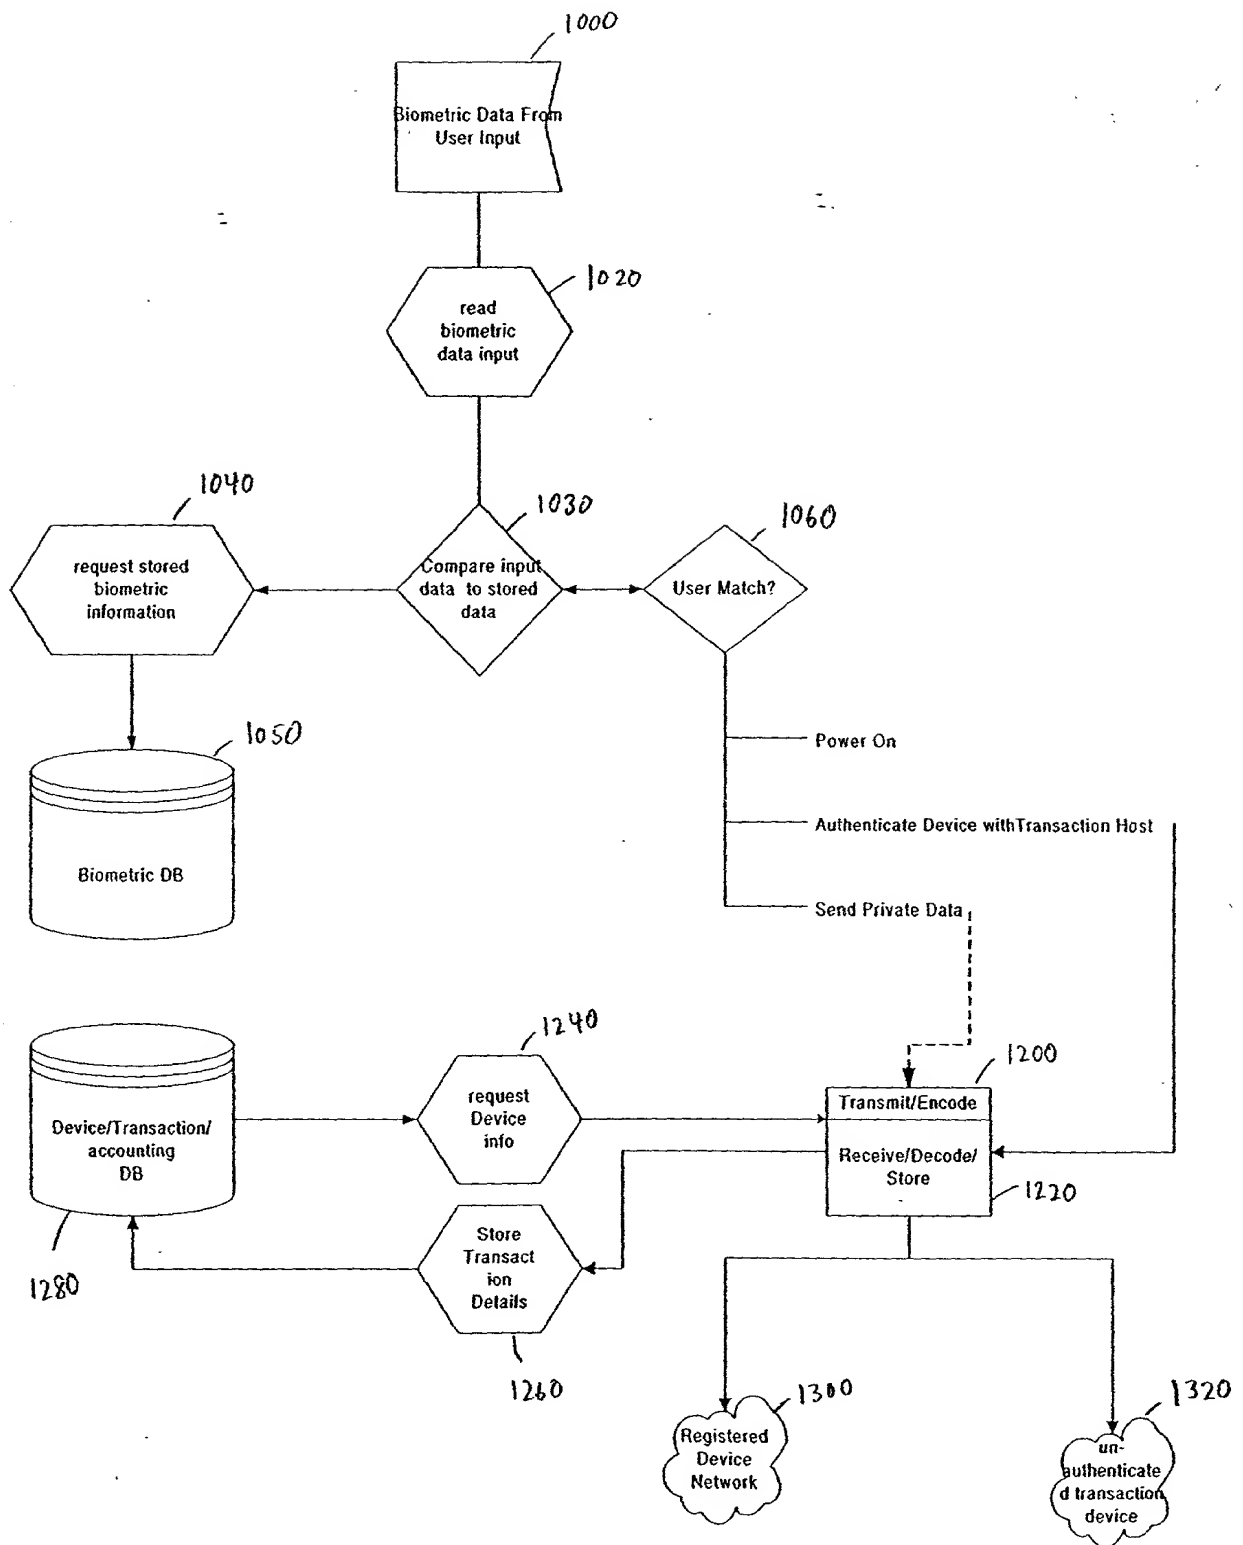 1000
Biometric Data From
User Input
1020
read
biometric
data input
1040
request stored
biometric
information
1030
Compare input
data to stored
data
1060
User Match?
1050
Biometric DB
Power On
Authenticate Device withTransaction Host
Send Private Data
1280
Device/Transaction/
accounting
DB
1240
request
Device
info
1200
Transmit/Encode
Receive/Decode/
Store
1220
Store
Transact
ion
Details
1260
1300
Registered
Device
Network
1320
un-
authenticate
d transaction
device